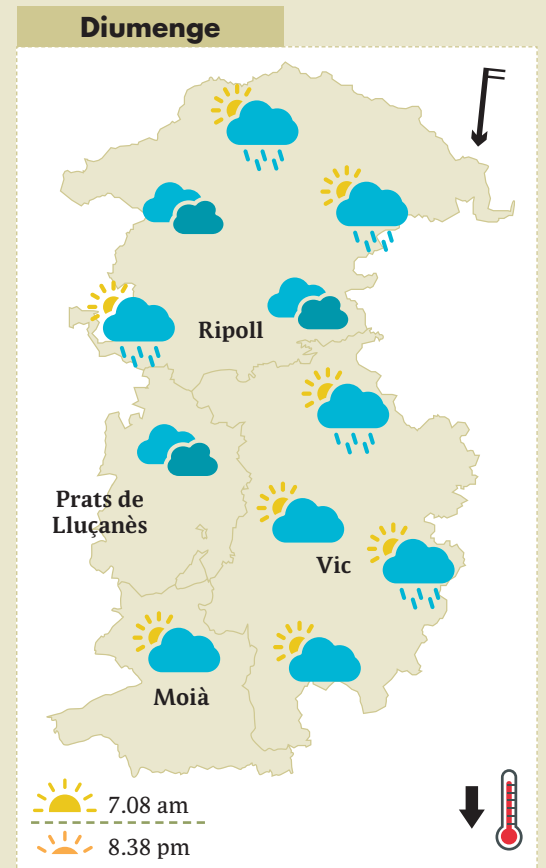 Diumenge
Ripoll
Prats de
Lluçanès
Vic
Moià
7.08 am
8.38 pm